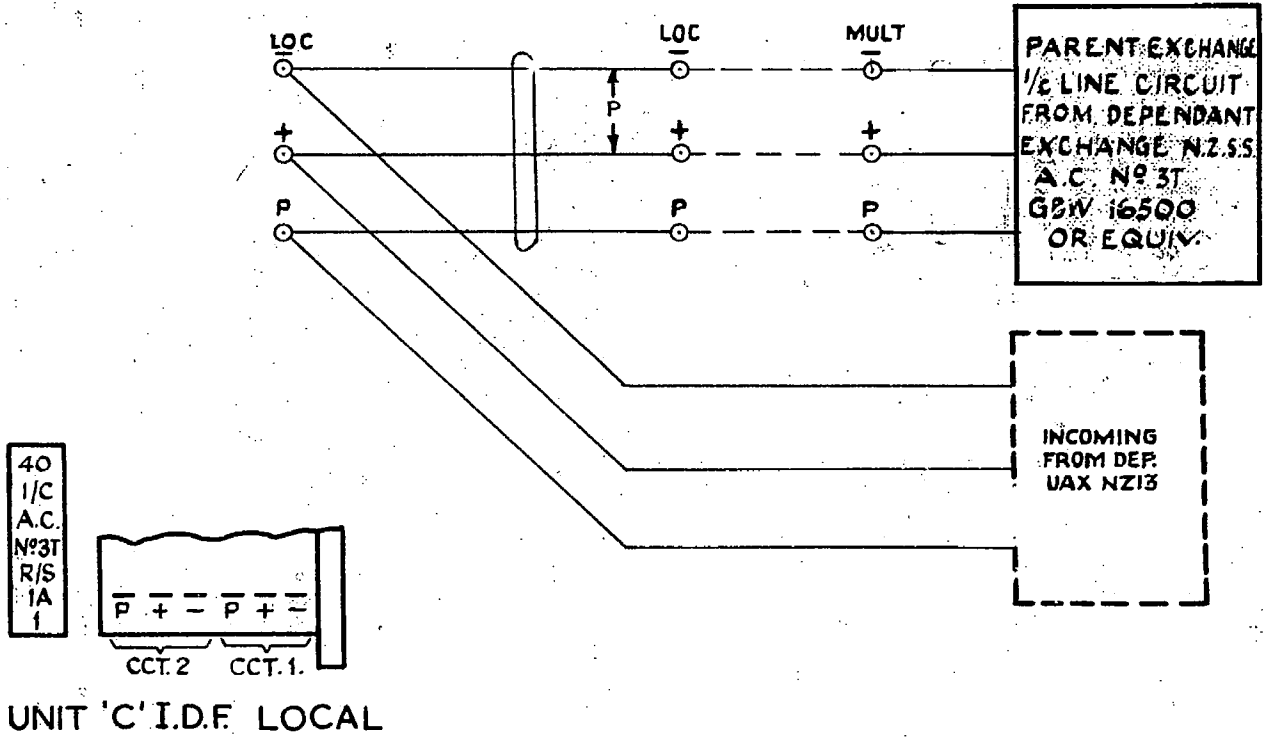 LOC
LOC
MULT
–
–
–
P
+
+
+
P
P
P
PARENT EXCHANGE
I/C LINE CIRCUIT
FROM DEPENDANT
EXCHANGE N.Z.S.S.
A.C. Nº 3T
GBW 16500
OR EQUIV.
INCOMING
FROM DEP.
UAX NZ13
40
I/C
A.C.
Nº3T
R/S
1A
1
P + – P + –
CCT. 2 CCT. 1.
UNIT 'C' I.D.F. LOCAL